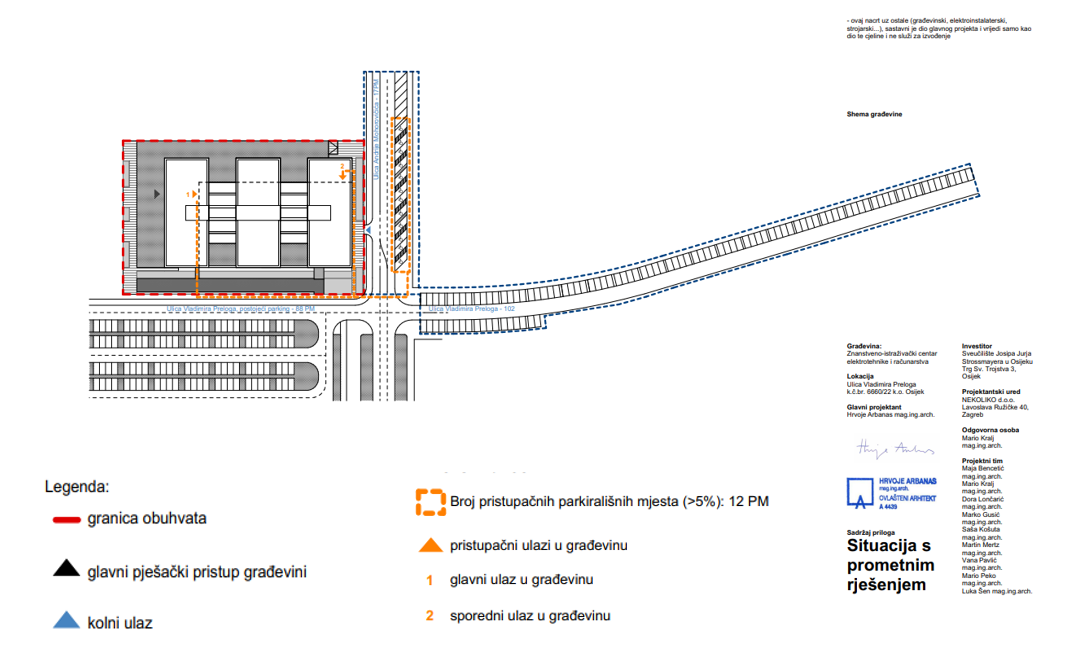 - ovaj nacrt uz ostale (građevinski, elektroinstalaterski,
strojarski...), sastavni je dio glavnog projekta i vrijedi samo kao
dio te cjeline i ne služi za izvođenje
Shema građevine
Ulica Andrije Mohorovičića - 17PM
2
1
Ulica Vladimira Preloga, postojeći parking - 88 PM
Ulica Vladimira Preloga - 102
Građevina:
Znanstveno-istraživački centar
elektrotehnike i računarstva
Lokacija
Ulica Vladimira Preloga
k.č.br. 6660/22 k.o. Osijek
Glavni projektant
Hrvoje Arbanas mag.ing.arch.
HRVOJE ARBANAS
mag.ing.arch.
OVLAŠTENI ARHITEKT
A 4439
Sadržaj priloga
Situacija s
prometnim
rješenjem
Investitor
Sveučilište Josipa Jurja
Strossmayera u Osijeku
Trg Sv. Trojstva 3,
Osijek
Projektantski ured
NEKOLIKO d.o.o.
Lavoslava Ružičke 40,
Zagreb
Odgovorna osoba
Mario Kralj
mag.ing.arch.
Projektni tim
Maja Bencetić
mag.ing.arch.
Mario Kralj
mag.ing.arch.
Dora Lončarić
mag.ing.arch.
Marko Gusić
mag.ing.arch.
Saša Košuta
mag.ing.arch.
Martin Mertz
mag.ing.arch.
Vana Pavlić
mag.ing.arch.
Mario Peko
mag.ing.arch.
Luka Šen mag.ing.arch.
Legenda:
granica obuhvata
glavni pješački pristup građevini
kolni ulaz
Broj pristupačnih parkirališnih mjesta (>5%): 12 PM
pristupačni ulazi u građevinu
1 glavni ulaz u građevinu
2 sporedni ulaz u građevinu